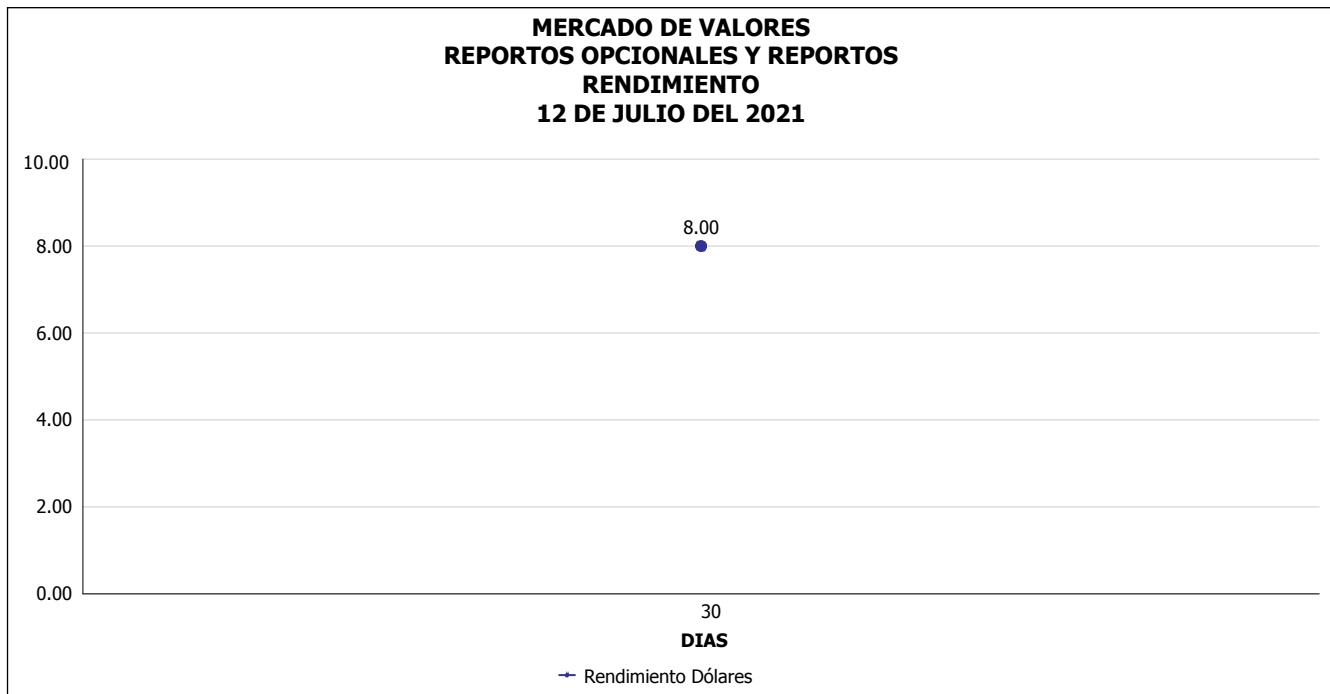 MERCADO DE VALORES
REPORTOS OPCIONALES Y REPORTOS
RENDIMIENTO
12 DE JULIO DEL 2021
10.00
8.00
8.00
6.00
4.00
2.00
0.00
30
DIAS
Rendimiento Dólares